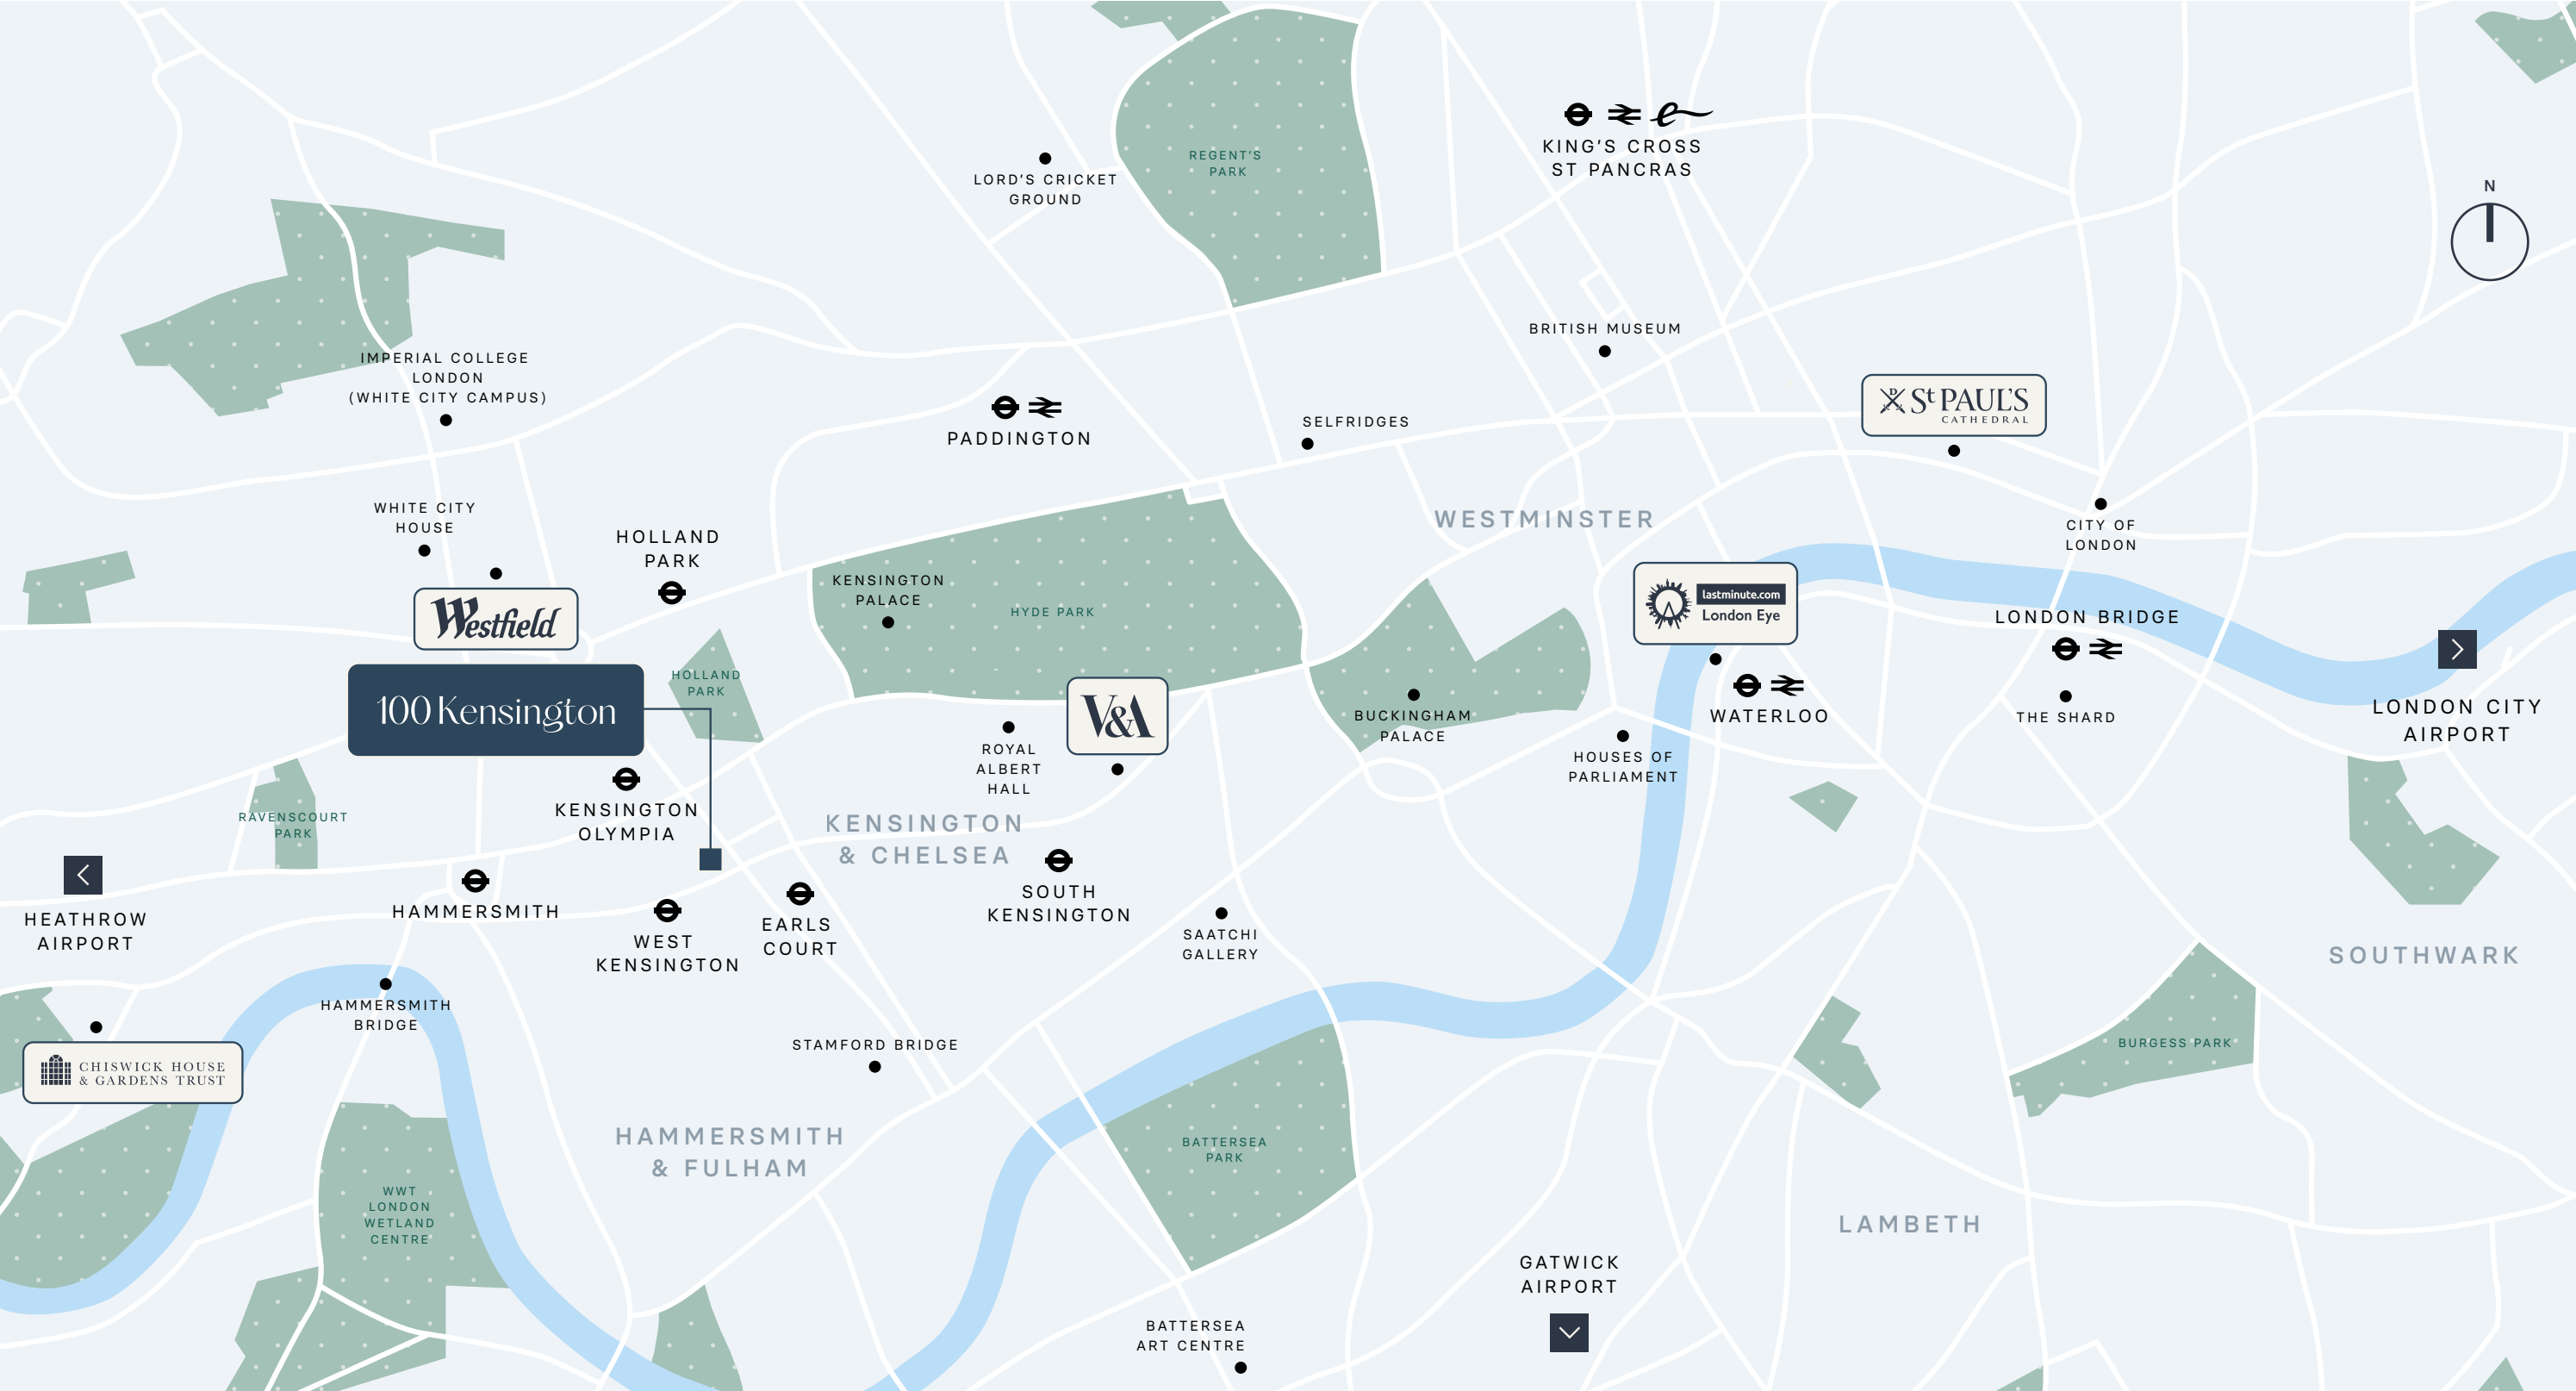 KING'S CROSS
ST PANCRAS
REGENT'S
PARK
LORD'S CRICKET
GROUND
N
BRITISH MUSEUM
IMPERIAL COLLEGE
LONDON
(WHITE CITY CAMPUS)
PADDINGTON
SELFRIDGES
St PAUL'S
CATHEDRAL
WHITE CITY
HOUSE
HOLLAND
PARK
WESTMINSTER
CITY OF
LONDON
Westfield
KENSINGTON
PALACE
HYDE PARK
lastminute.com
London Eye
LONDON BRIDGE
100 Kensington
HOLLAND
PARK
V&A
BUCKINGHAM
PALACE
WATERLOO
THE SHARD
LONDON CITY
AIRPORT
ROYAL
ALBERT
HALL
HOUSES OF
PARLIAMENT
RAVENSCOURT
PARK
KENSINGTON
OLYMPIA
KENSINGTON
& CHELSEA
HEATHROW
AIRPORT
HAMMERSMITH
WEST
KENSINGTON
EARLS
COURT
SOUTH
KENSINGTON
SAATCHI
GALLERY
SOUTHWARK
HAMMERSMITH
BRIDGE
CHISWICK HOUSE
& GARDENS TRUST
STAMFORD BRIDGE
BURGESS PARK
HAMMERSMITH
& FULHAM
BATTERSEA
PARK
WWT
LONDON
WETLAND
CENTRE
LAMBETH
GATWICK
AIRPORT
BATTERSEA
ART CENTRE